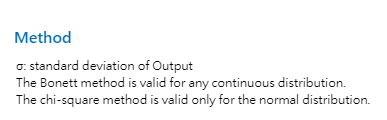 Method
σ: standard deviation of Output
The Bonett method is valid for any continuous distribution.
The chi-square method is valid only for the normal distribution.